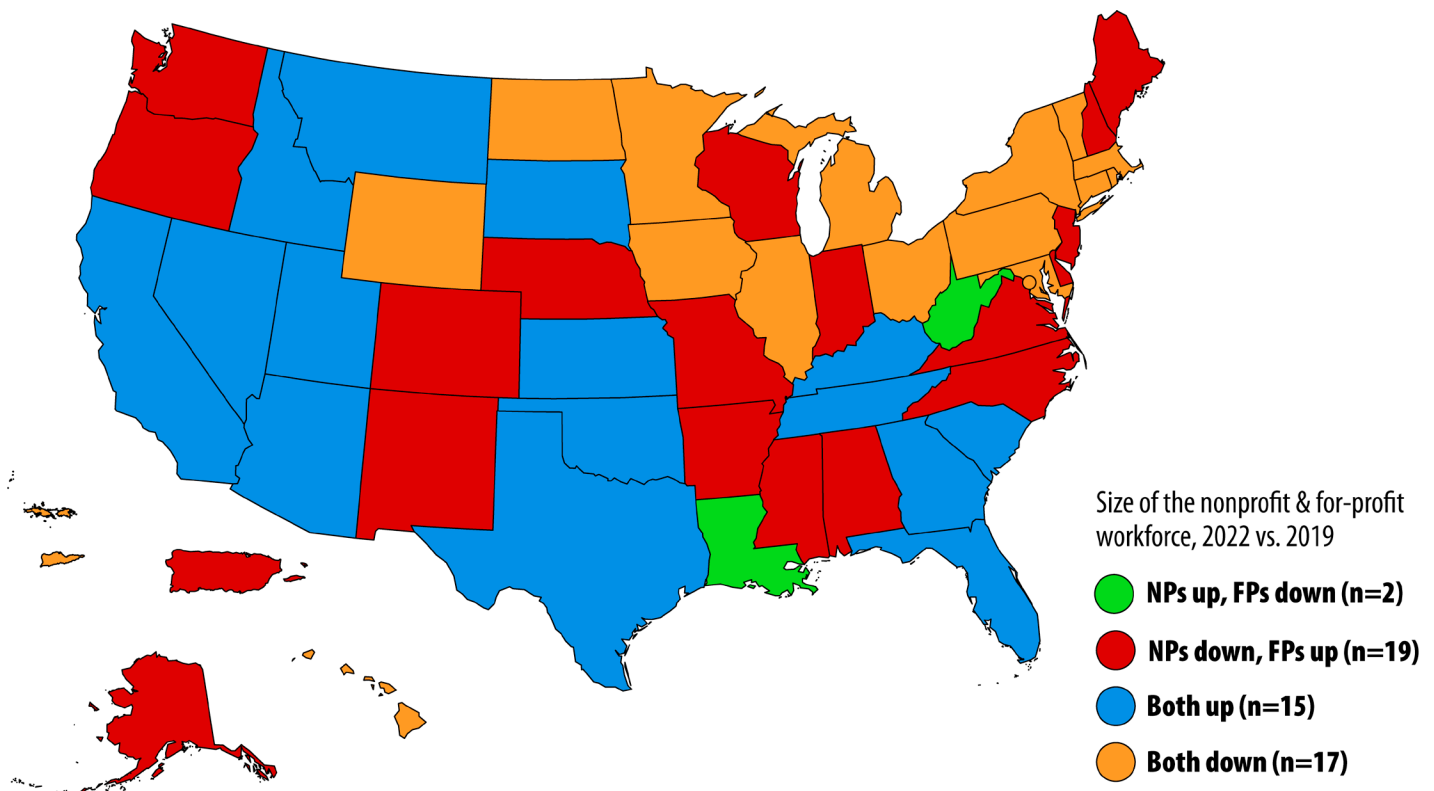 Size of the nonprofit & for-profit
workforce, 2022 vs. 2019
NPs up, FPs down (n=2)
NPs down, FPs up (n=19)
Both up (n=15)
Both down (n=17)